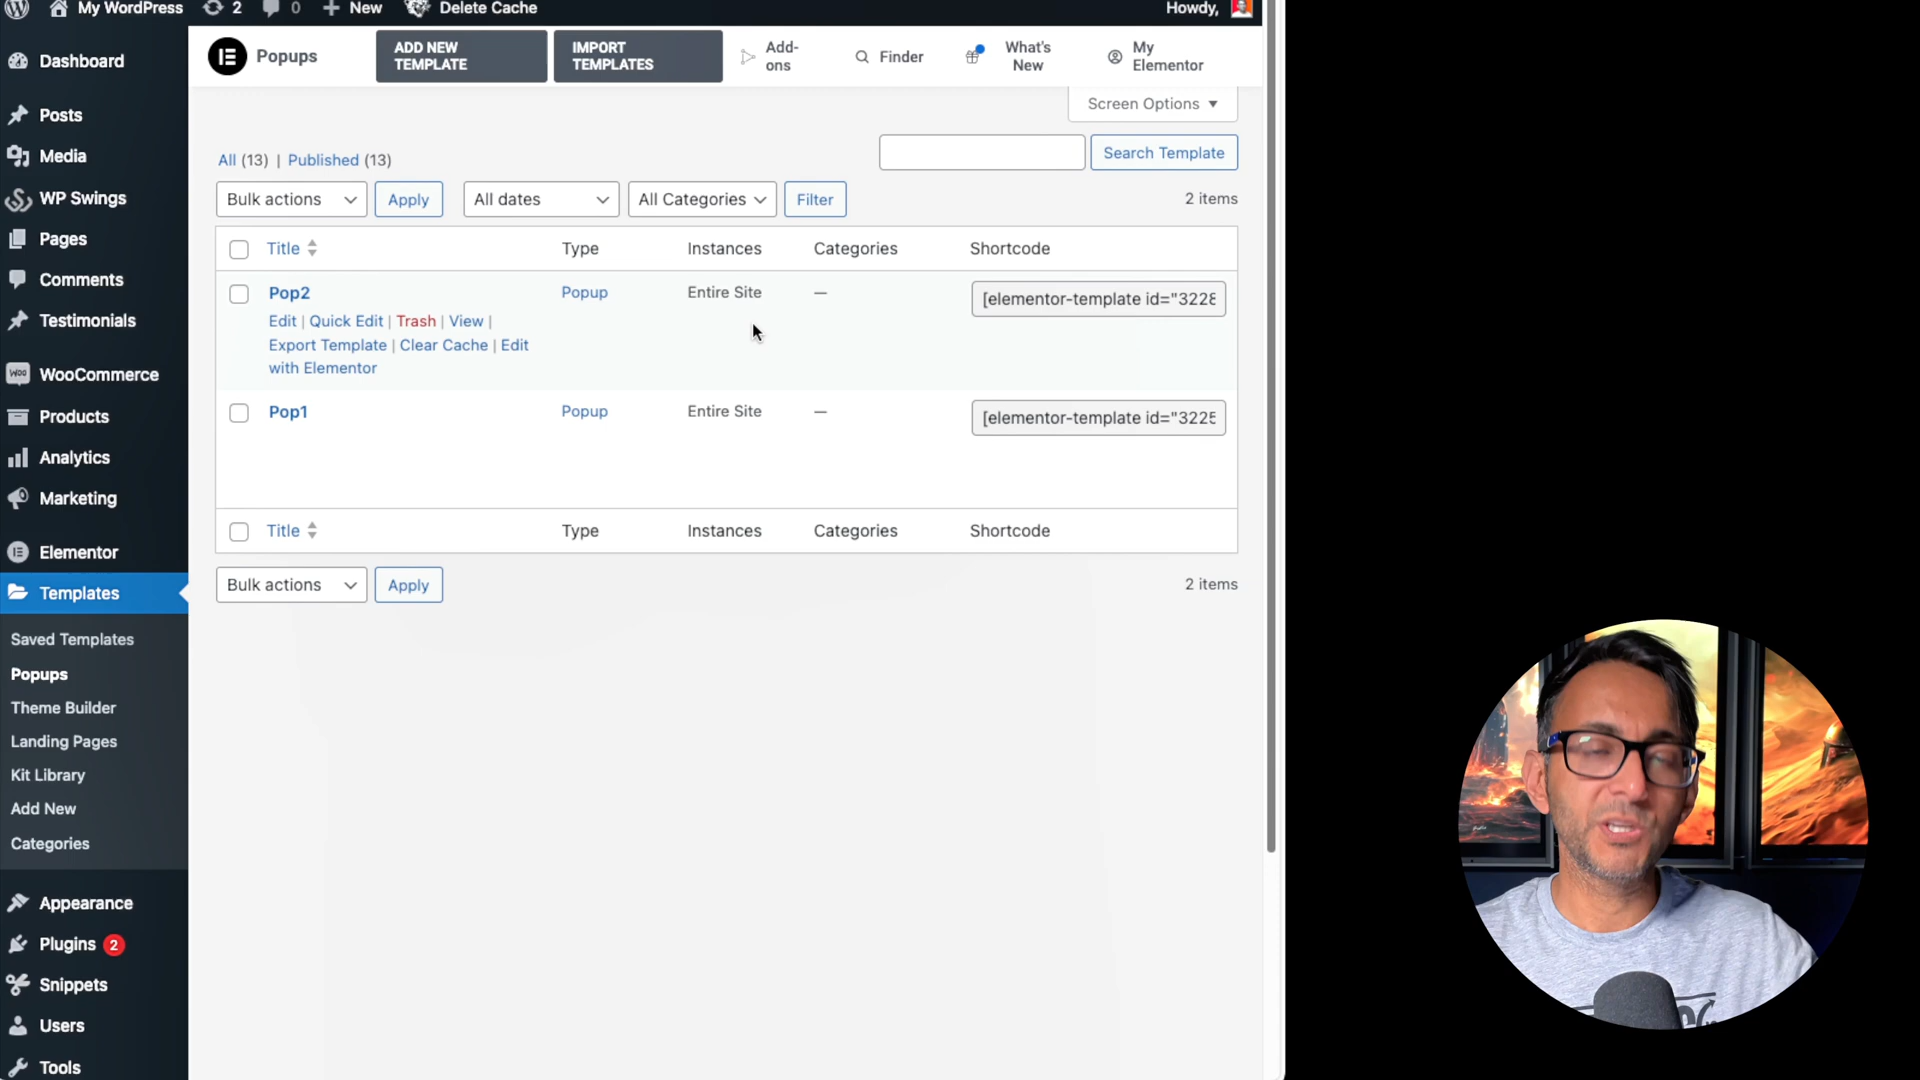 My WordPress 2 0 New Delete Cache Howdy,
Dashboard
Posts
Media
WP Swings
Pages
Comments
Testimonials
Woo WooCommerce
Products
Analytics
Marketing
Elementor
Templates
Saved Templates
Popups
Theme Builder
Landing Pages
Kit Library
Add New
Categories
Appearance
Plugins 2
Snippets
Users
Tools
Popups
ADD NEW
TEMPLATE
IMPORT
TEMPLATES
Add-
ons
Finder
What's
New
My
Elementor
Screen Options
All (13) | Published (13)
Search Template
Bulk actions Apply All dates All Categories Filter 2 items
Title Type Instances Categories Shortcode
Pop2 Popup Entire Site — [elementor-template id="3228
Edit | Quick Edit | Trash | View |
Export Template | Clear Cache | Edit
with Elementor
Pop1 Popup Entire Site — [elementor-template id="3225
Title Type Instances Categories Shortcode
Bulk actions Apply 2 items